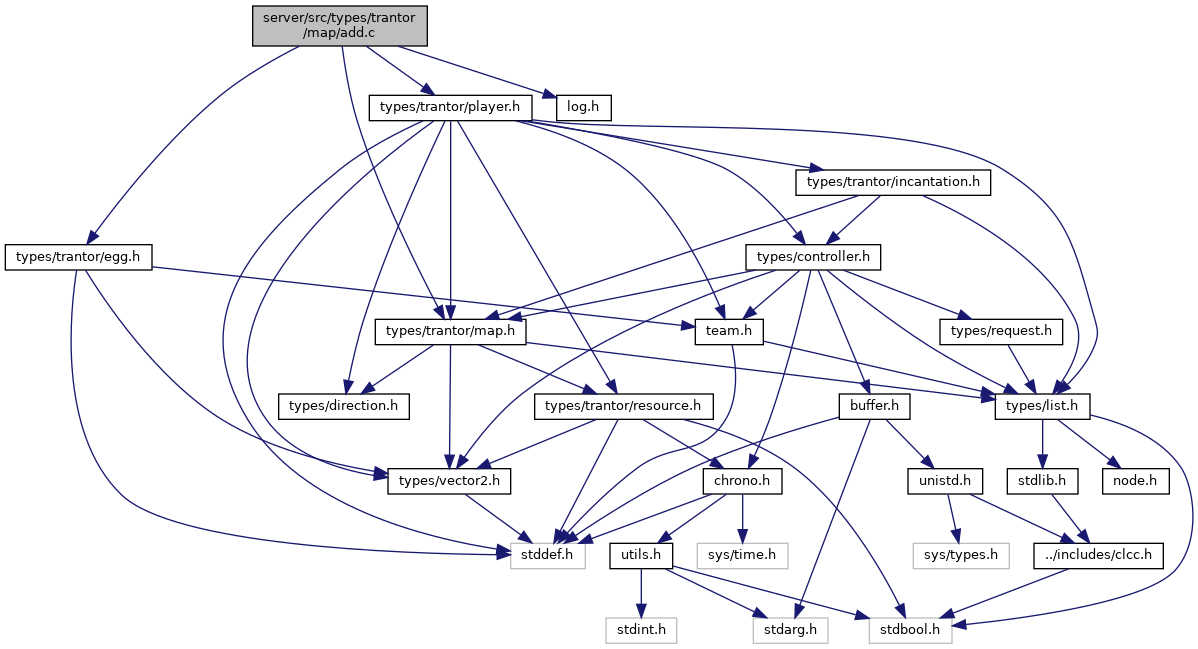 server/src/types/trantor
/map/add.c
types/trantor/player.h
log.h
types/trantor/incantation.h
types/trantor/egg.h
types/controller.h
types/trantor/map.h
team.h
types/request.h
types/direction.h
types/trantor/resource.h
buffer.h
types/list.h
types/vector2.h
chrono.h
unistd.h
stdlib.h
node.h
stddef.h
utils.h
sys/time.h
sys/types.h
../includes/clcc.h
stdint.h
stdarg.h
stdbool.h